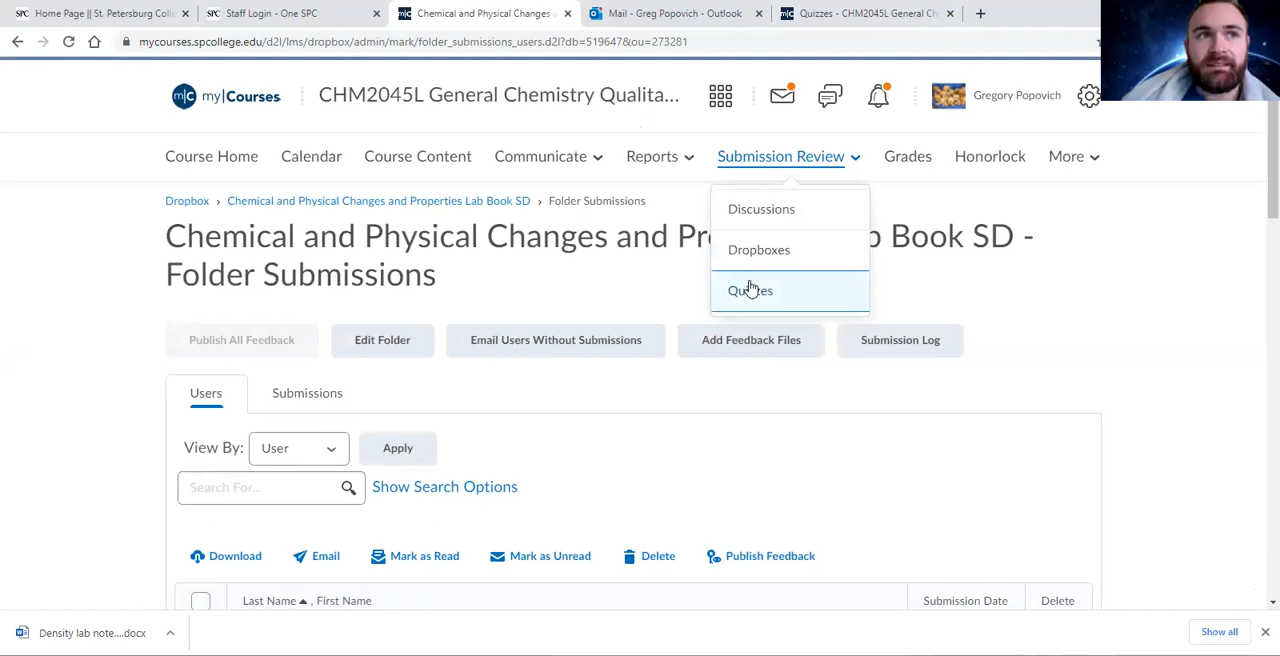 SPC Home Page || St. Petersburg Colle
SPC Staff Login - One SPC
m|C Chemical and Physical Changes a
Mail - Greg Popovich - Outlook
m|C Quizzes - CHM2045L General Ch
mycourses.spcollege.edu/d2l/lms/dropbox/admin/mark/folder_submissions_users.d2l?db=519647&ou=273281
m|C my|Courses CHM2045L General Chemistry Qualita... Gregory Popovich
Course Home Calendar Course Content Communicate Reports Submission Review Grades Honorlock More
Dropbox › Chemical and Physical Changes and Properties Lab Book SD › Folder Submissions
Discussions
Chemical and Physical Changes and Pr b Book SD -
Folder Submissions
Dropboxes
Quizzes
Publish All Feedback Edit Folder Email Users Without Submissions Add Feedback Files Submission Log
Users Submissions
View By: User Apply
Search For... Show Search Options
Download Email Mark as Read Mark as Unread Delete Publish Feedback
Last Name, First Name Submission Date Delete
Density lab note....docx Show all